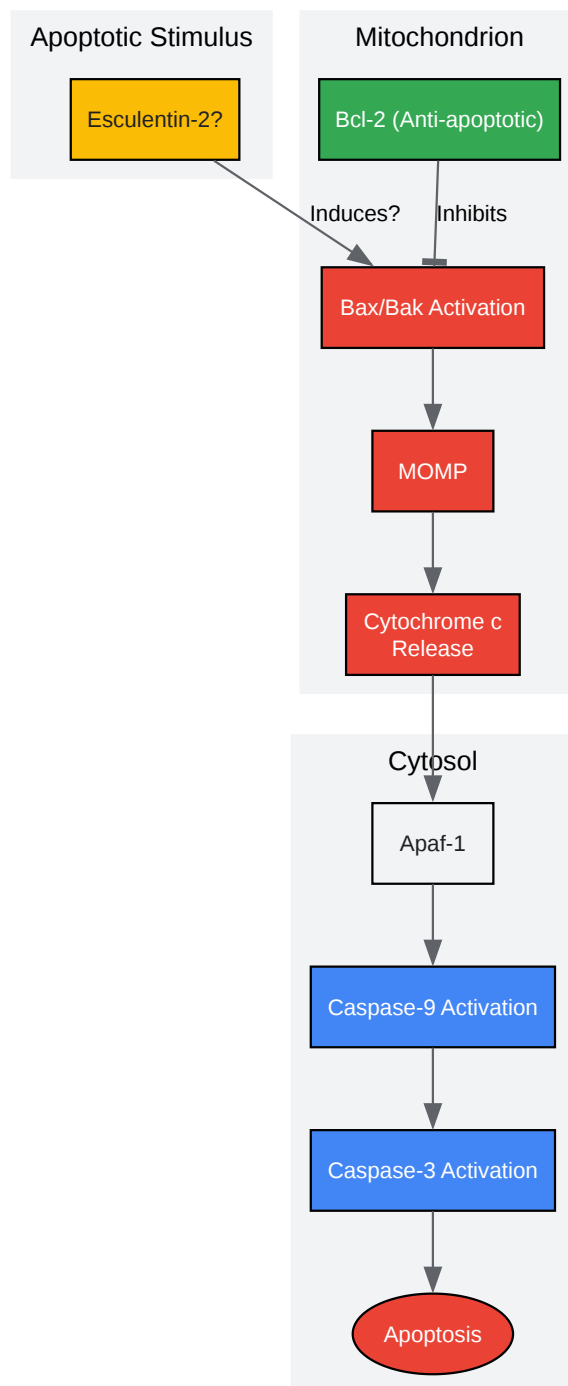 Apoptotic Stimulus
Mitochondrion
Esculentin-2?
Bcl-2 (Anti-apoptotic)
Induces?
Inhibits
Bax/Bak Activation
MOMP
Cytochrome c
Release
Cytosol
Apaf-1
Caspase-9 Activation
Caspase-3 Activation
Apoptosis